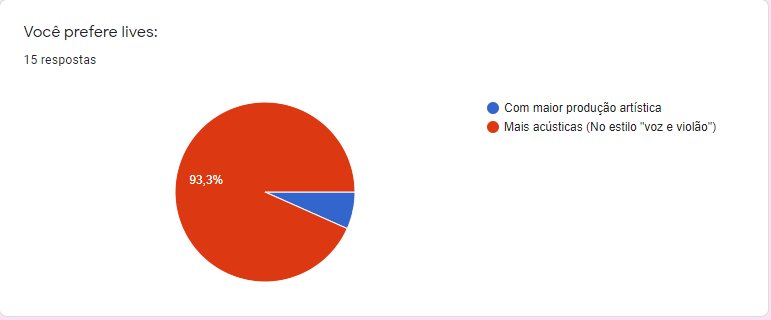 Você prefere lives:
15 respostas
Com maior produção artística
Mais acústicas (No estilo "voz e violão")
93,3%